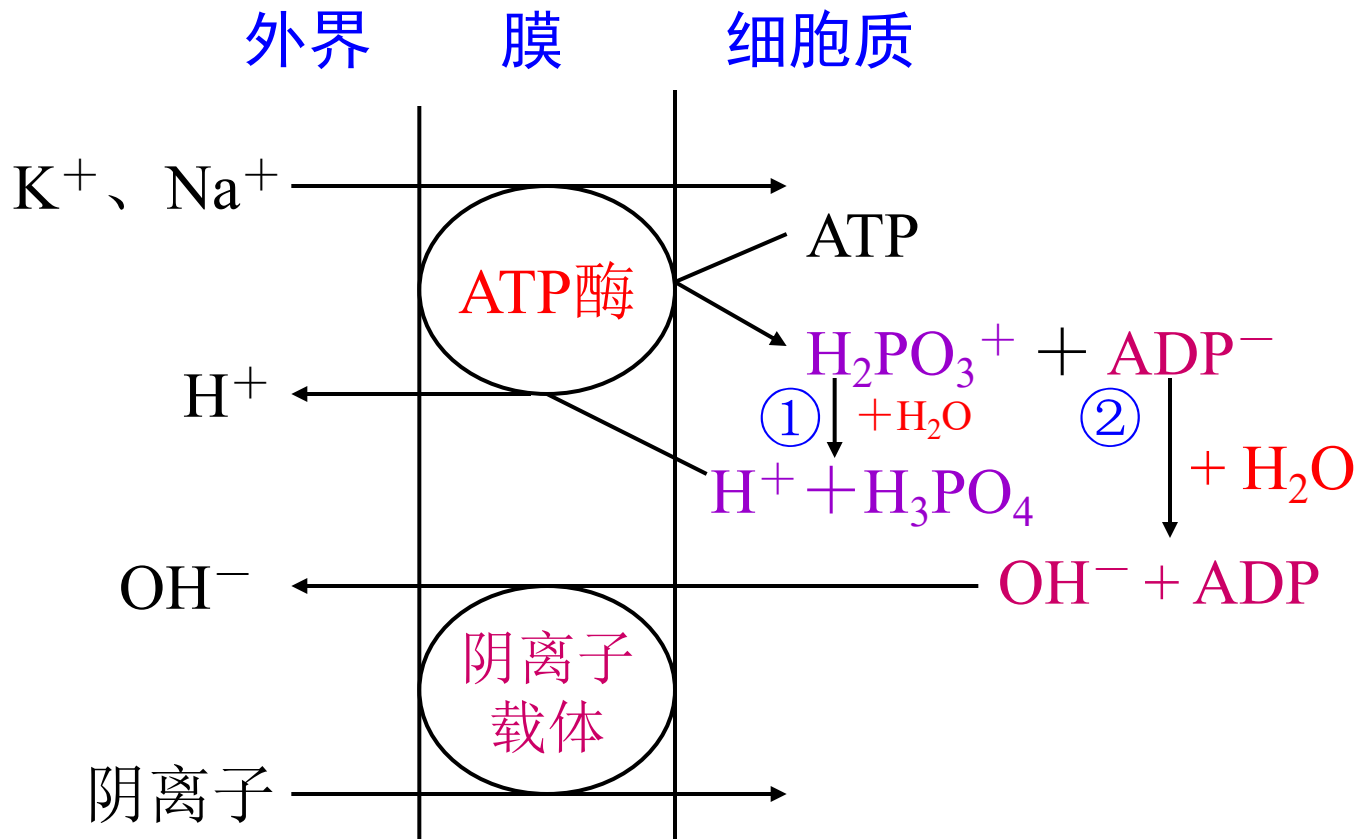 外界 膜 细胞质
K⁺、Na⁺
ATP
ATP酶
H₂PO₃⁺ + ADP⁻
H⁺
① +H₂O ②
+ H₂O
H⁺+H₃PO₄
OH⁻
OH⁻ + ADP
阴离子
载体
阴离子